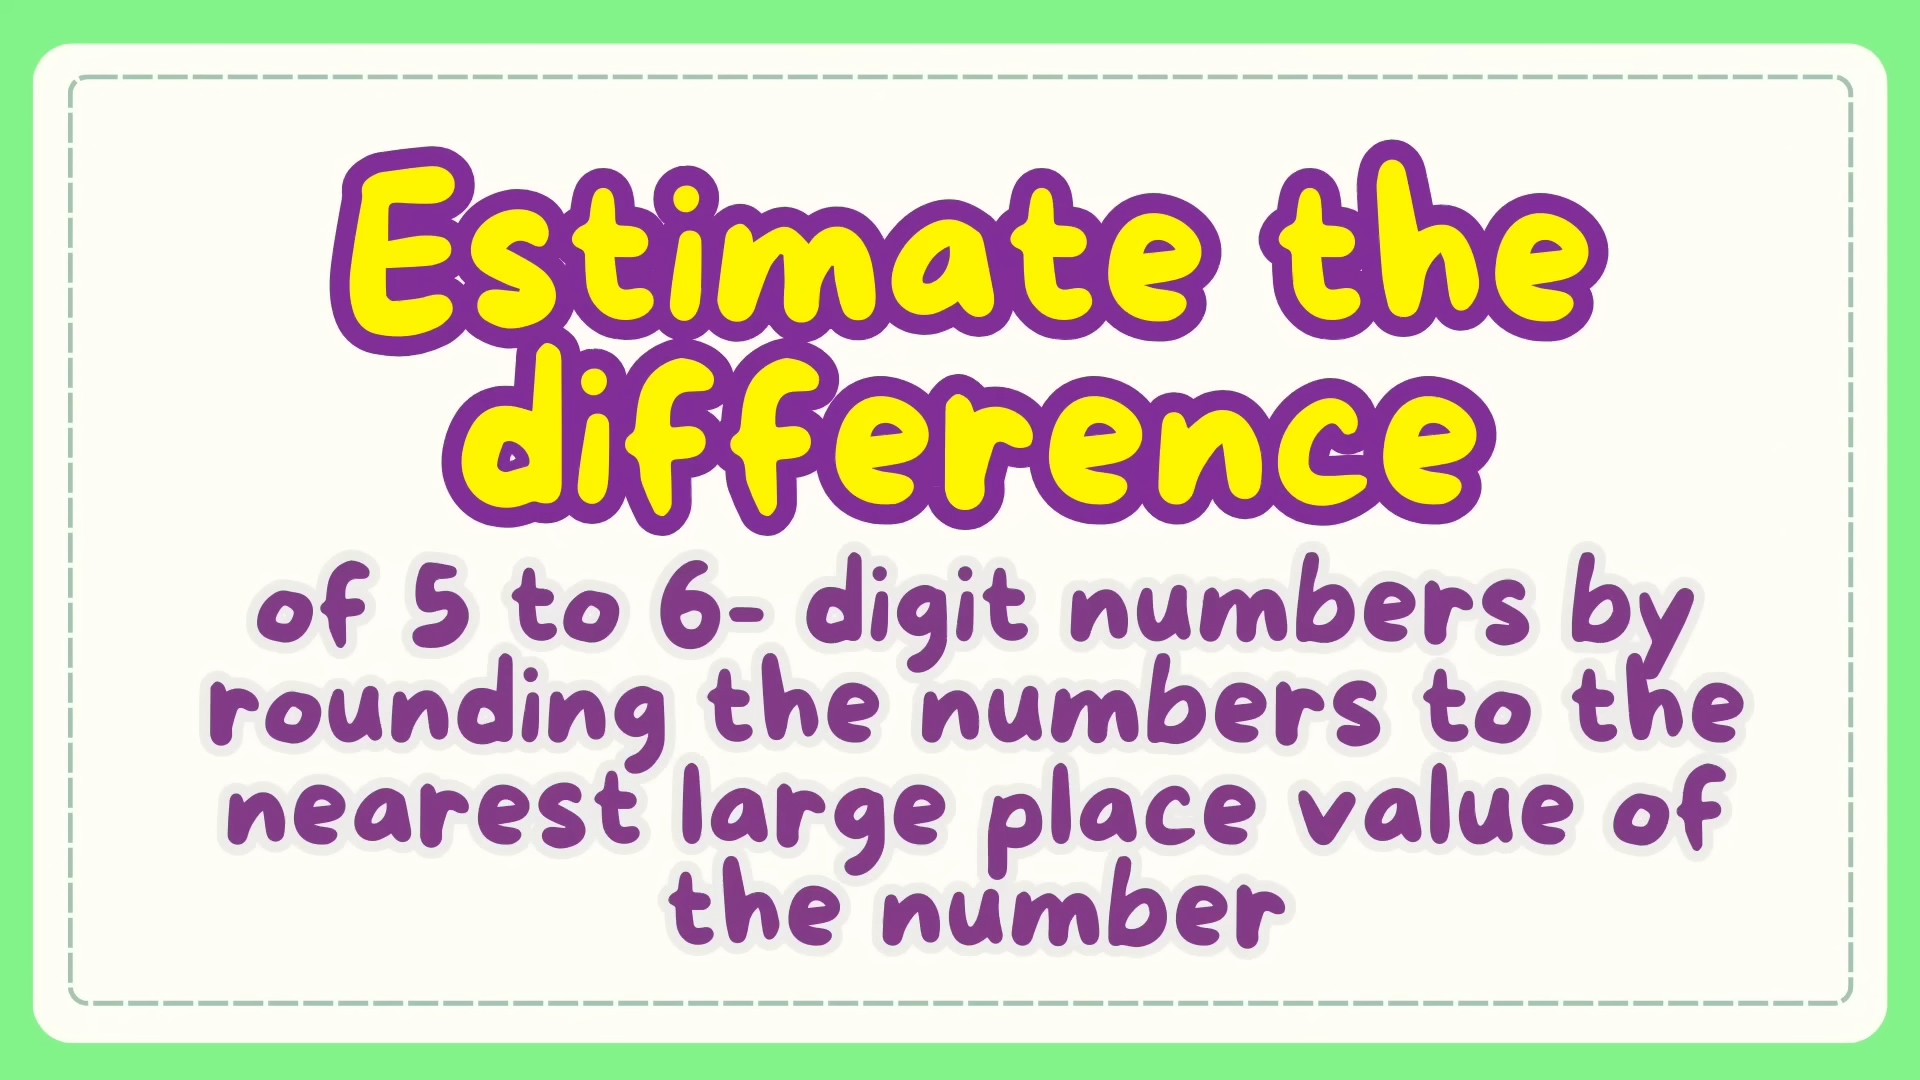 Estimate the
difference
of 5 to 6- digit numbers by
rounding the numbers to the
nearest large place value of
the number